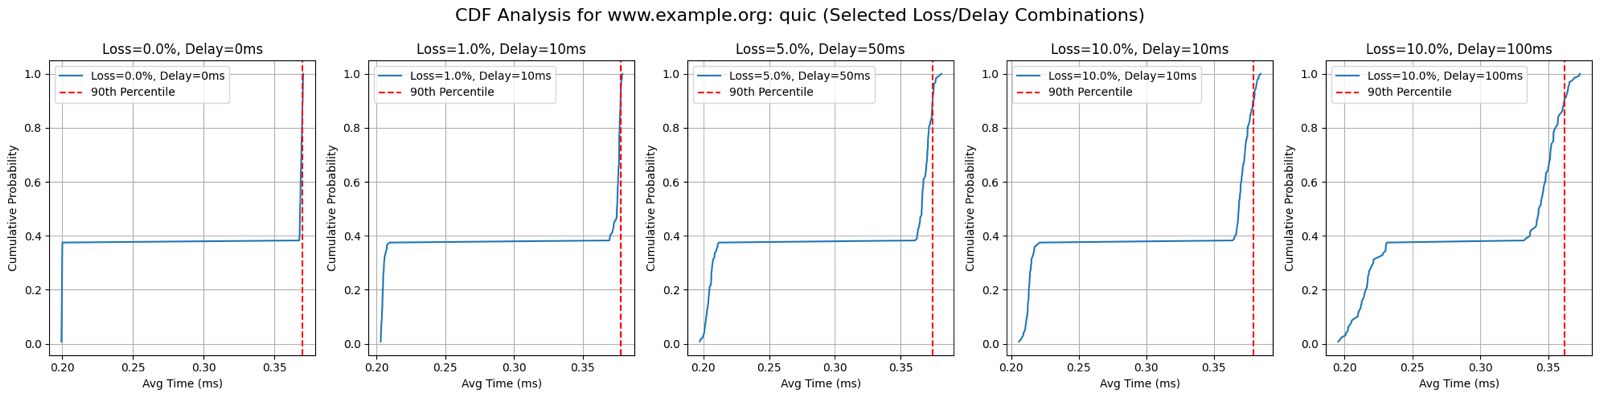 CDF Analysis for www.example.org: quic (Selected Loss/Delay Combinations)
Loss=0.0%, Delay=0ms
Loss=0.0%, Delay=0ms
90th Percentile
1.0
0.8
0.6
0.4
0.2
0.0
Cumulative Probability
0.20
0.25
0.30
0.35
Avg Time (ms)
Loss=1.0%, Delay=10ms
Loss=1.0%, Delay=10ms
90th Percentile
1.0
0.8
0.6
0.4
0.2
0.0
Cumulative Probability
0.20
0.25
0.30
0.35
Avg Time (ms)
Loss=5.0%, Delay=50ms
Loss=5.0%, Delay=50ms
90th Percentile
1.0
0.8
0.6
0.4
0.2
0.0
Cumulative Probability
0.20
0.25
0.30
0.35
Avg Time (ms)
Loss=10.0%, Delay=10ms
Loss=10.0%, Delay=10ms
90th Percentile
1.0
0.8
0.6
0.4
0.2
0.0
Cumulative Probability
0.20
0.25
0.30
0.35
Avg Time (ms)
Loss=10.0%, Delay=100ms
Loss=10.0%, Delay=100ms
90th Percentile
1.0
0.8
0.6
0.4
0.2
0.0
Cumulative Probability
0.20
0.25
0.30
0.35
Avg Time (ms)